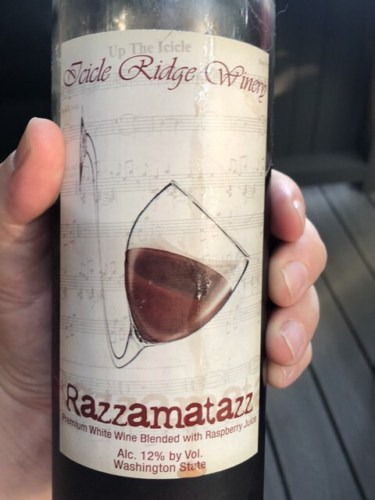 Up The Icicle
Icicle Ridge Winery
Razzamatazz
Premium White Wine Blended with Raspberry Juice
Alc. 12% by Vol.
Washington State